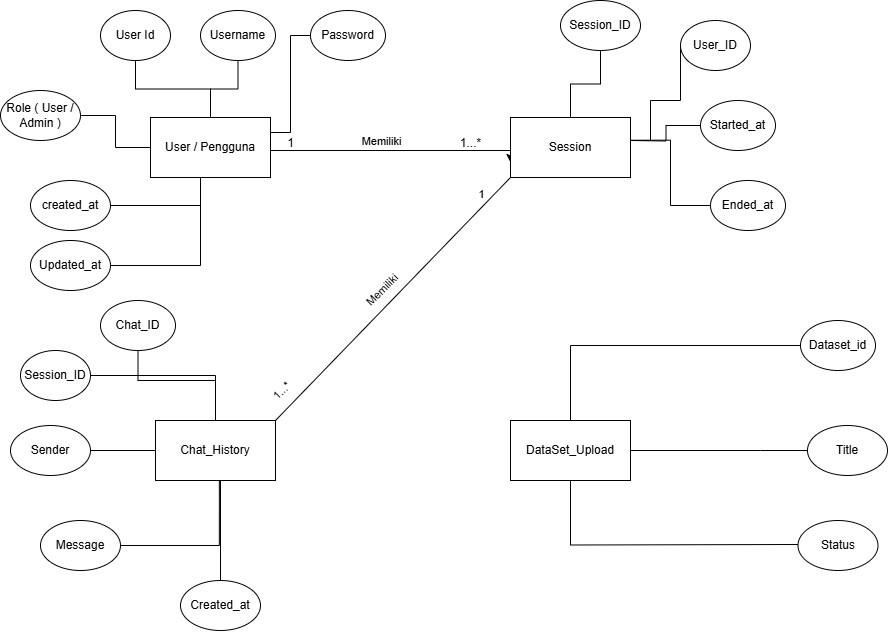 User Id
Username
Password
Session_ID
User_ID
Role ( User /
Admin )
User / Pengguna
1
Memiliki
1...*
Session
Started_at
created_at
1
Ended_at
Updated_at
Memiliki
Chat_ID
Dataset_id
Session_ID
1...*
Sender
Chat_History
DataSet_Upload
Title
Message
Status
Created_at